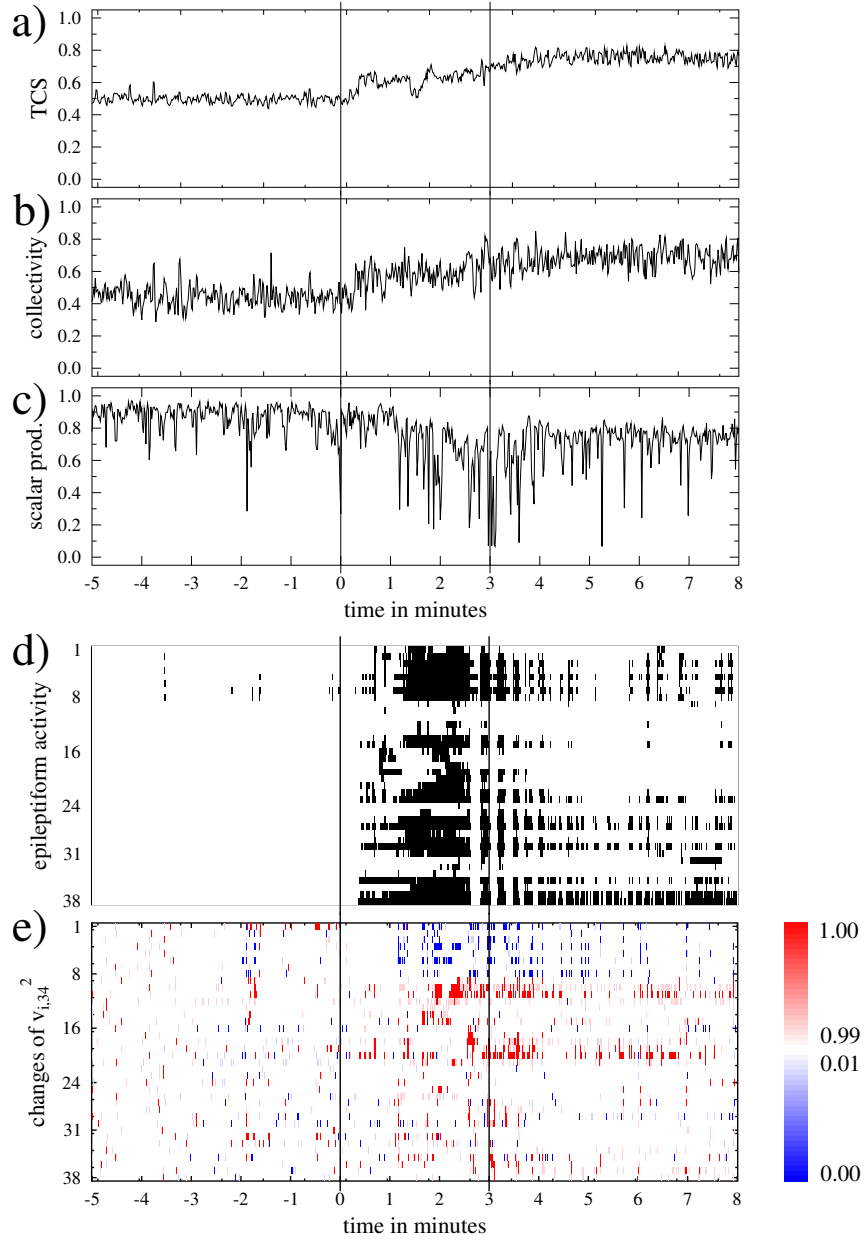 a)
1.0
0.8
0.6
0.4
0.2
0.0
TCS
b)
1.0
0.8
0.6
0.4
0.2
0.0
collectivity
c)
1.0
0.8
0.6
0.4
0.2
0.0
scalar prod.
-5 -4 -3 -2 -1 0 1 2 3 4 5 6 7 8
time in minutes
d)
1
8
16
24
31
38
epileptiform activity
e)
1
8
16
24
31
38
changes of v_{i,34}^2
-5 -4 -3 -2 -1 0 1 2 3 4 5 6 7 8
time in minutes
1.00
0.99
0.01
0.00